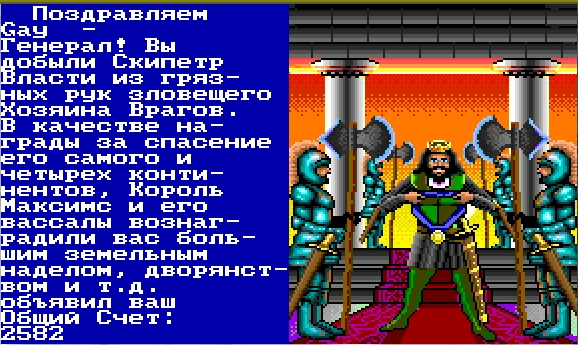 Поздравляем
Gay -
Генерал! Вы
добыли Скипетр
Власти из гряз-
ных рук зловещего
Хозяина Врагов.
В качестве на-
грады за спасение
его самого и
четырех конти-
нентов, Король
Максимс и его
вассалы вознаг-
радили вас боль-
шим земельным
наделом, дворянст-
вом и т.д.
объявил ваш
Общий Счет:
2582